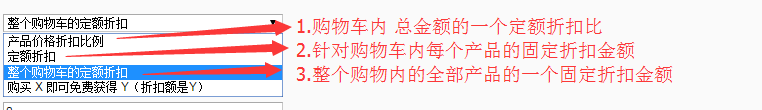 整个购物车的定额折扣
产品价格折扣比例
定额折扣
整个购物车的定额折扣
购买 X 即可免费获得 Y（折扣额是Y）
1.购物车内 总金额的一个定额折扣比
2.针对购物车内每个产品的固定折扣金额
3.整个购物内的全部产品的一个固定折扣金额